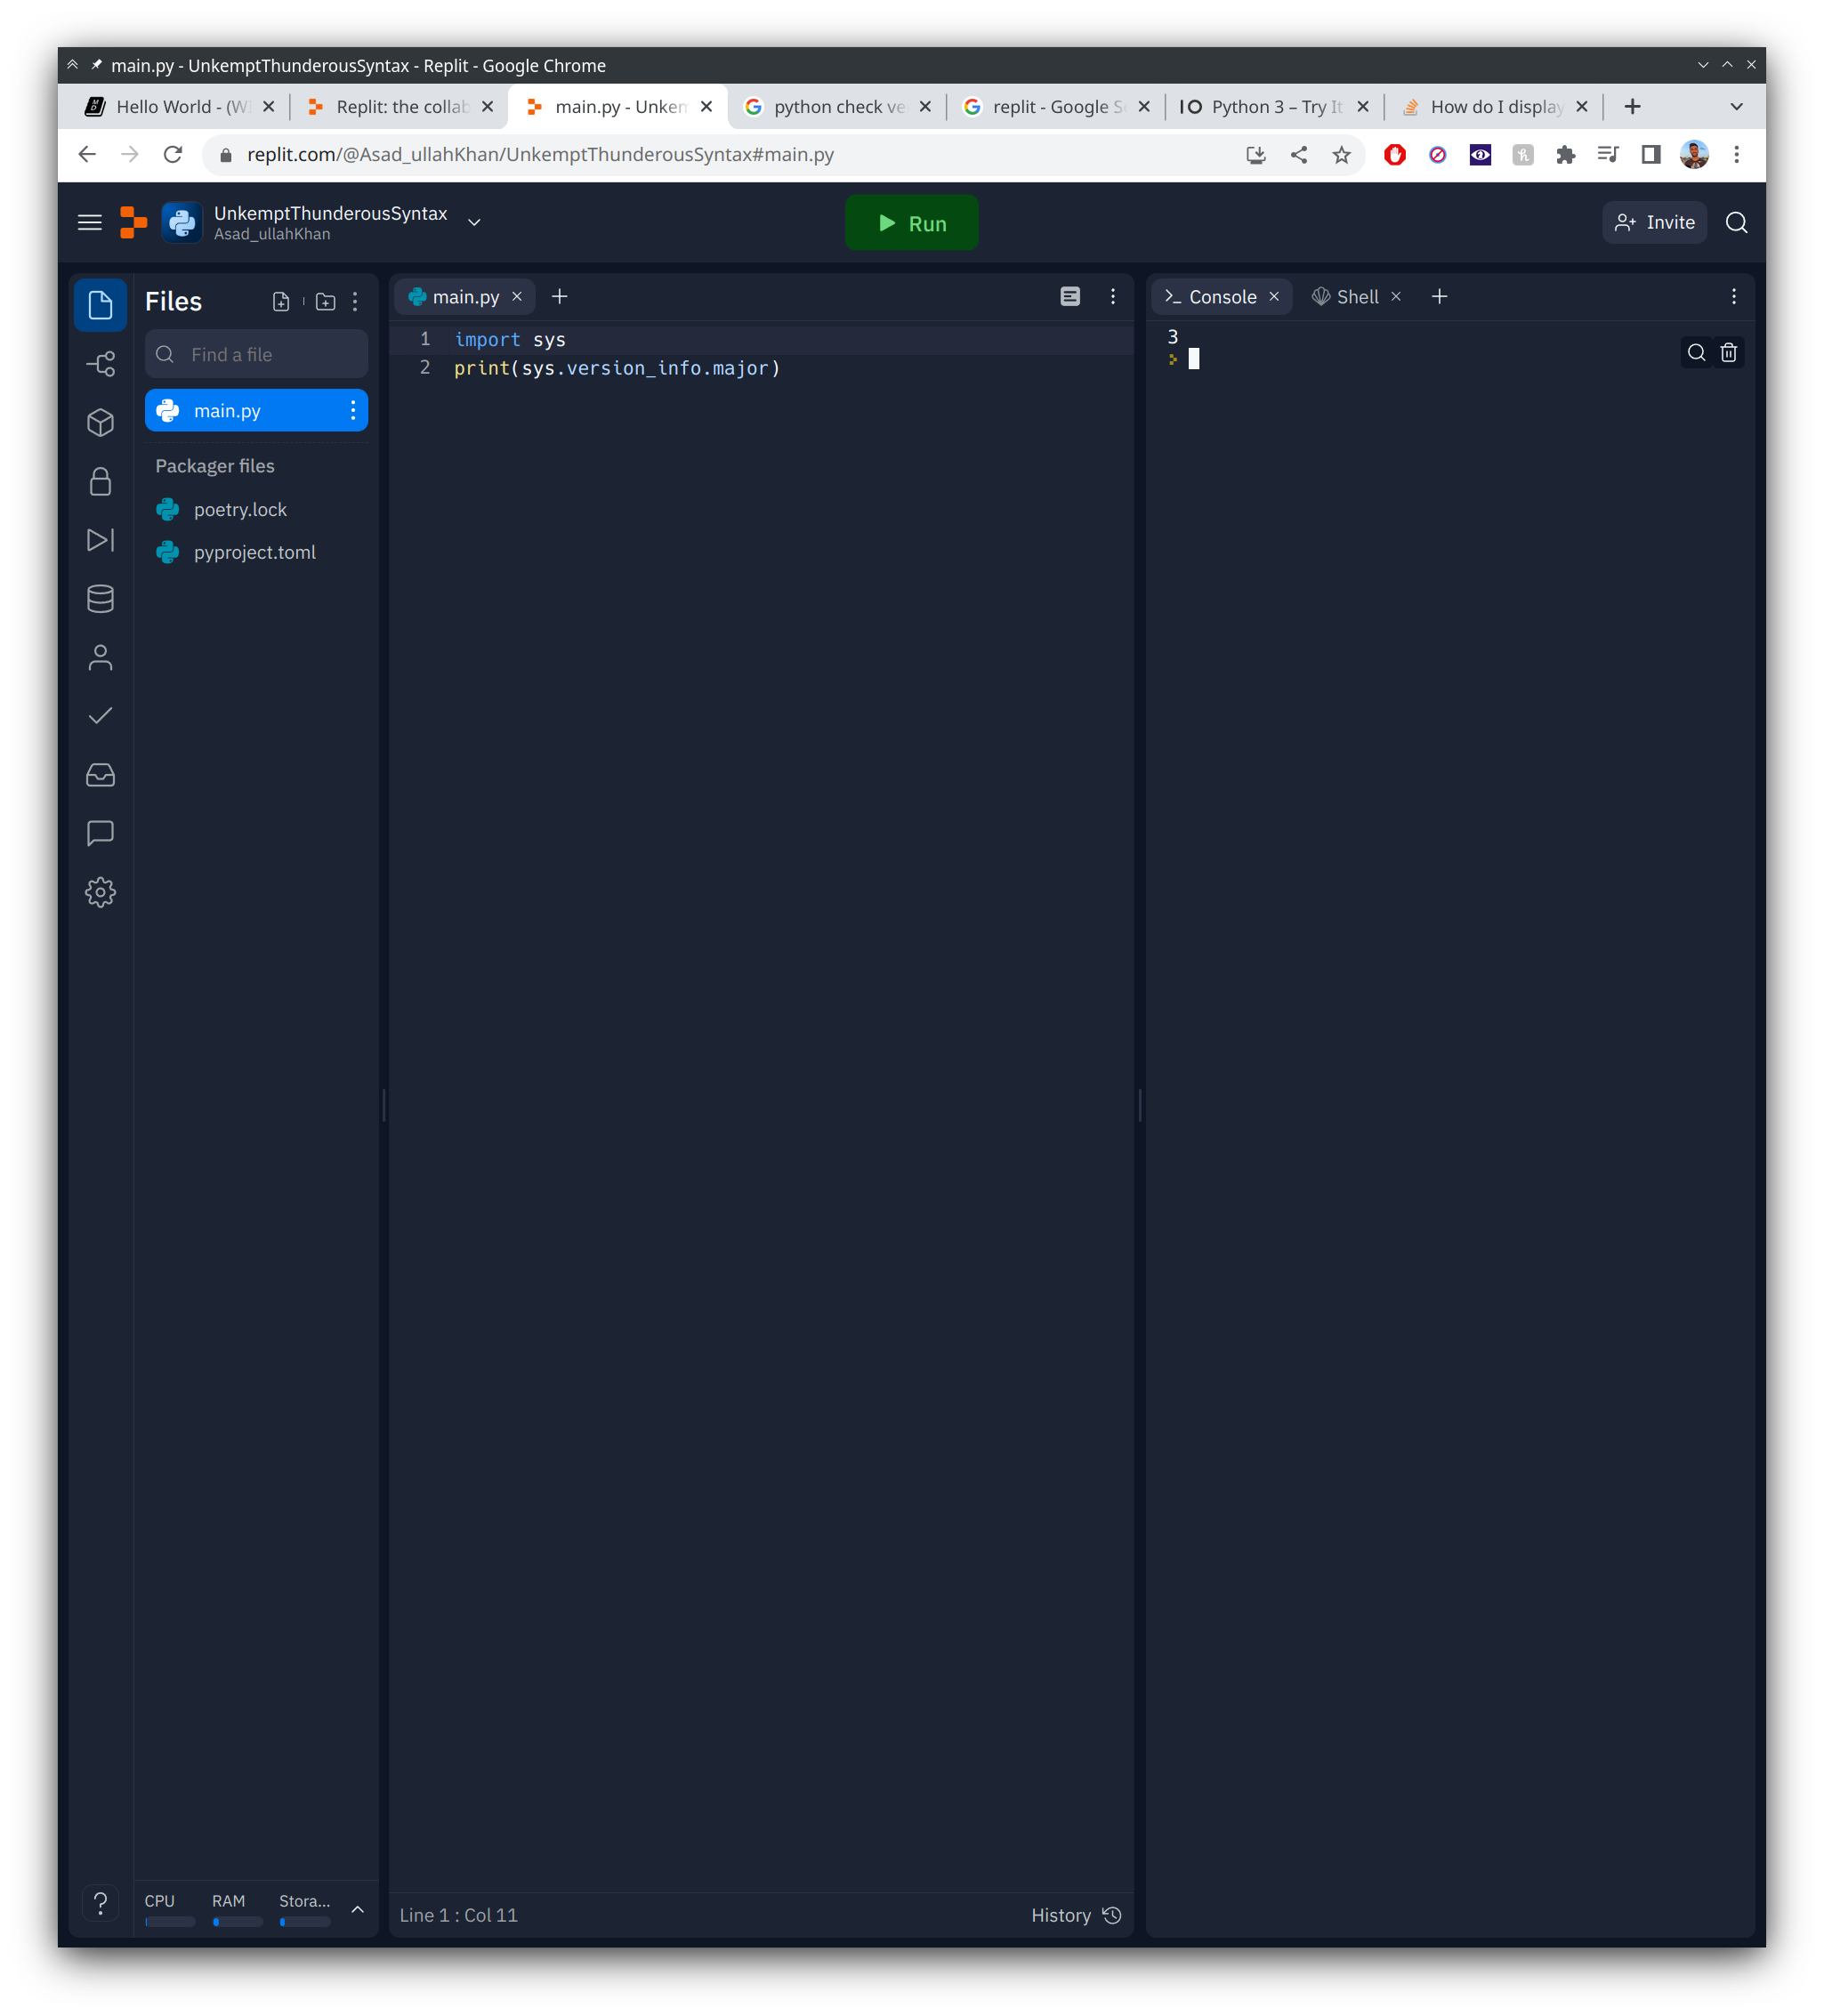 main.py - UnkemptThunderousSyntax - Replit - Google Chrome
Hello World - (W
Replit: the collab
main.py - Unkem
python check ve
replit - Google Se
Python 3 – Try It
How do I display
replit.com/@Asad_ullahKhan/UnkemptThunderousSyntax#main.py
UnkemptThunderousSyntax
Asad_ullahKhan
Run
Invite
Files
Find a file
main.py
Packager files
poetry.lock
pyproject.toml
main.py
1 import sys
2 print(sys.version_info.major)
Console
Shell
3
CPU RAM Stora...
Line 1 : Col 11
History